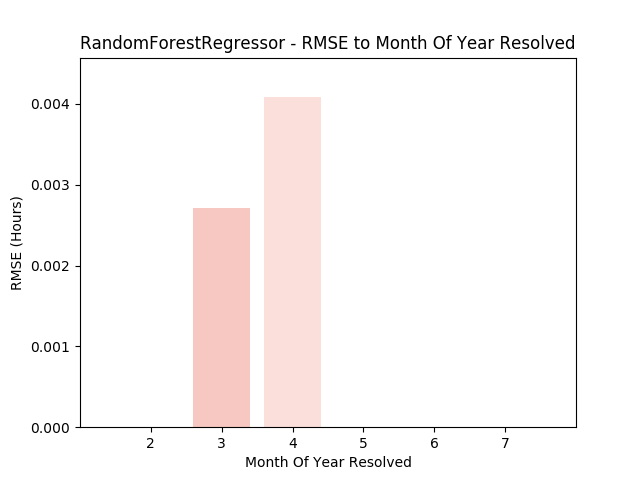 RandomForestRegressor - RMSE to Month Of Year Resolved
RMSE (Hours)
0.004
0.003
0.002
0.001
0.000
2 3 4 5 6 7
Month Of Year Resolved